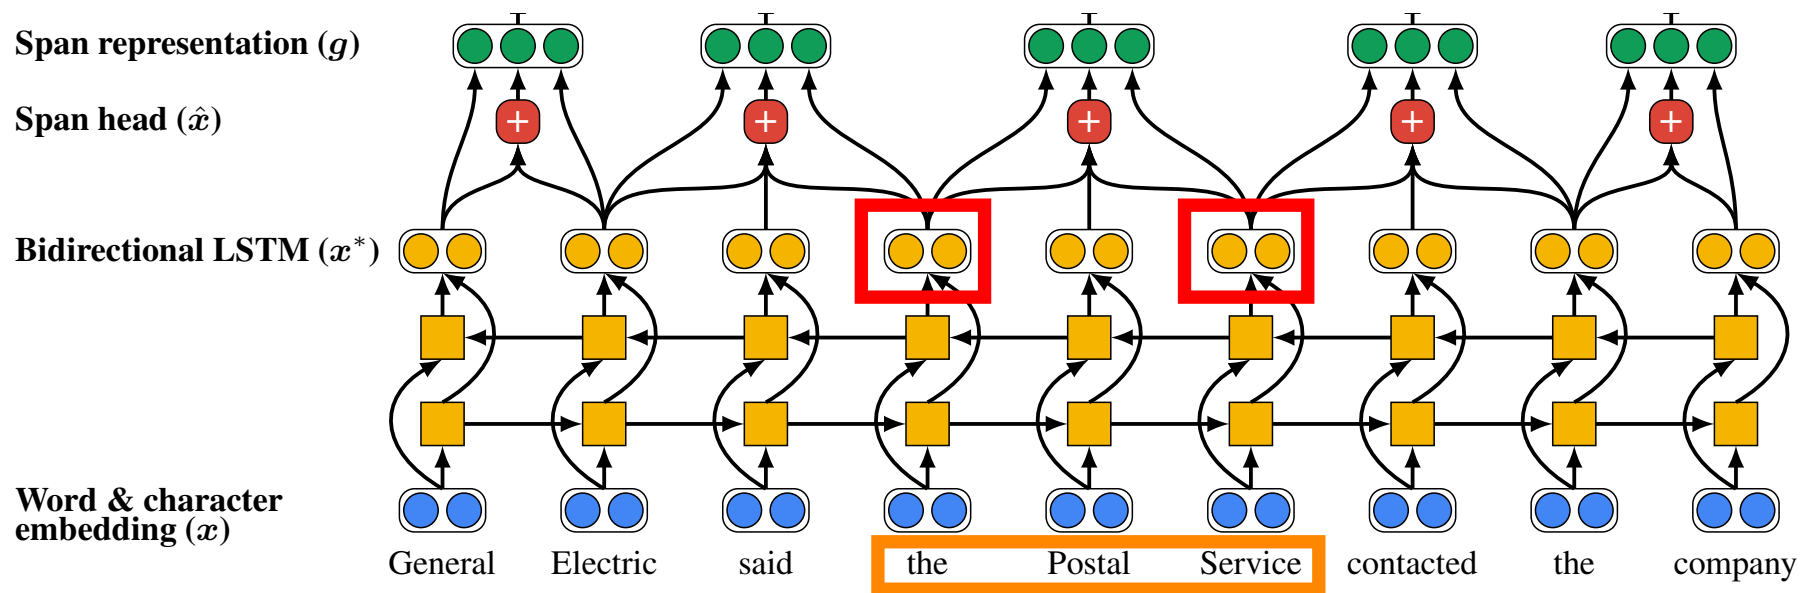 Span representation (g)
Span head (x̂)
+ + + + +
Bidirectional LSTM (x*)
Word & character
embedding (x)
General Electric said the Postal Service contacted the company